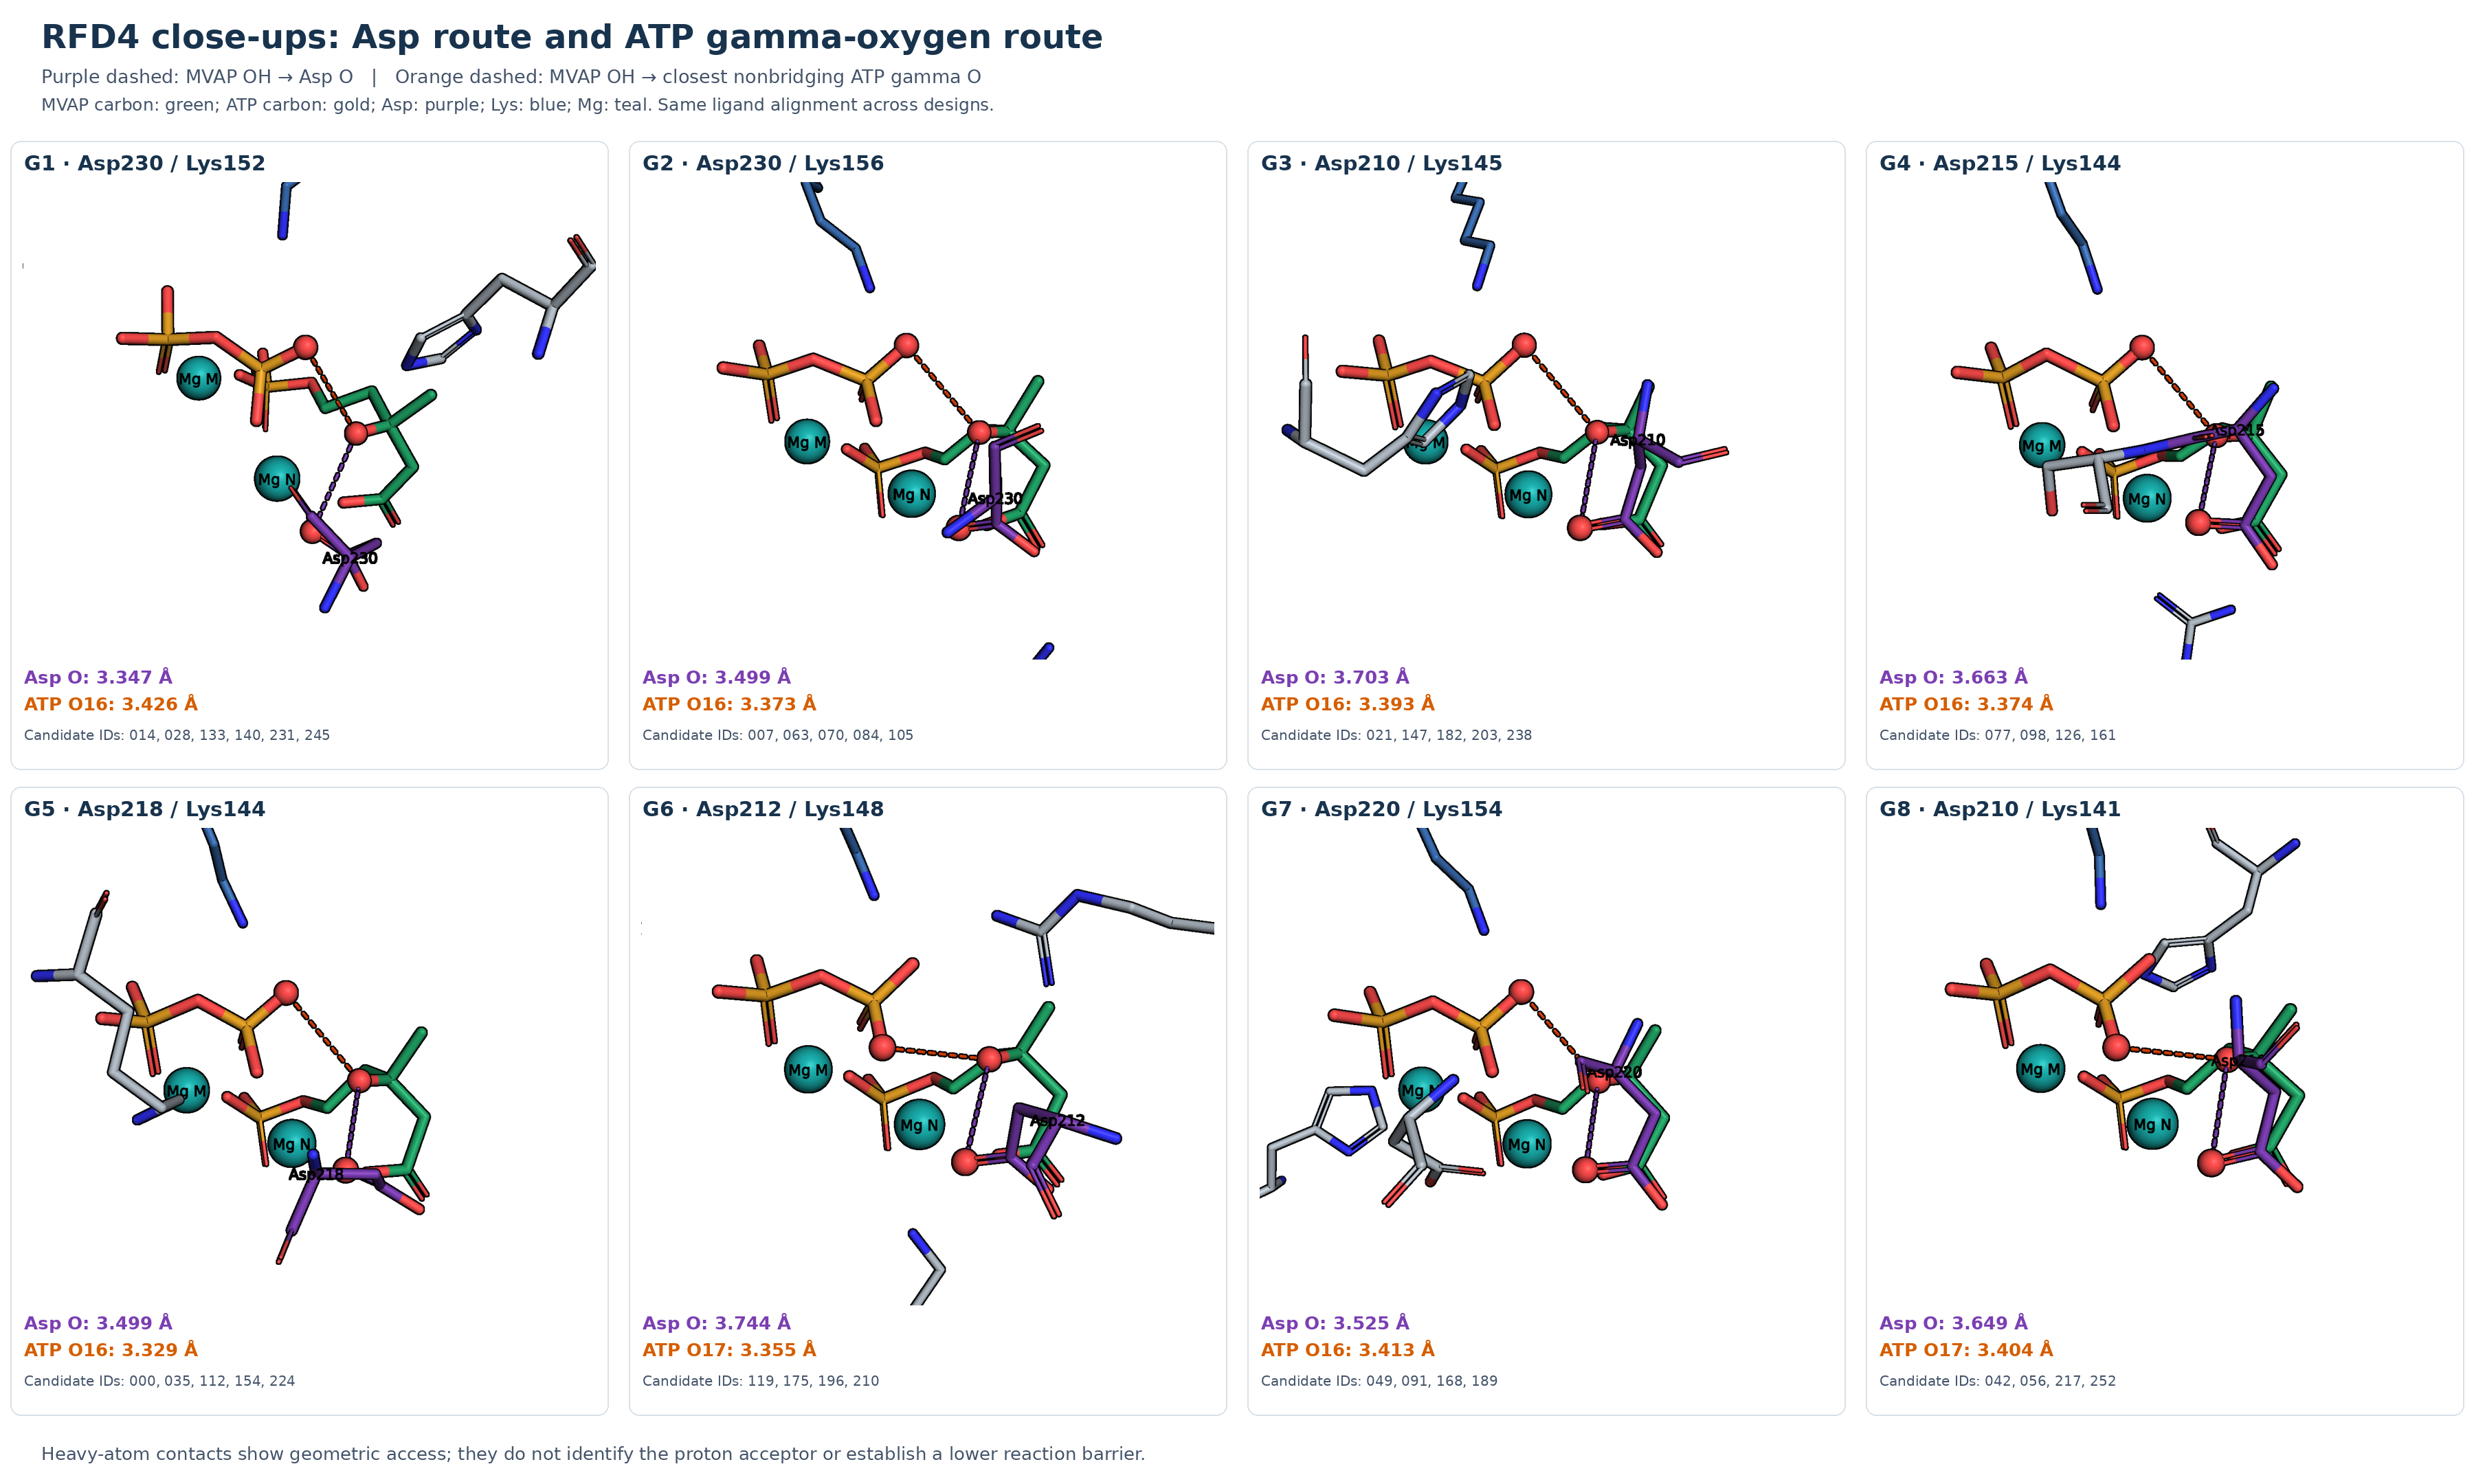 RFD4 close-ups: Asp route and ATP gamma-oxygen route
Purple dashed: MVAP OH → Asp O | Orange dashed: MVAP OH → closest nonbridging ATP gamma O
MVAP carbon: green; ATP carbon: gold; Asp: purple; Lys: blue; Mg: teal. Same ligand alignment across designs.
G1 · Asp230 / Lys152
Mg M
Mg N
Asp230
Asp O: 3.347 Å
ATP O16: 3.426 Å
Candidate IDs: 014, 028, 133, 140, 231, 245
G2 · Asp230 / Lys156
Mg M
Mg N
Asp230
Asp O: 3.499 Å
ATP O16: 3.373 Å
Candidate IDs: 007, 063, 070, 084, 105
G3 · Asp210 / Lys145
Asp210
Mg N
Asp O: 3.703 Å
ATP O16: 3.393 Å
Candidate IDs: 021, 147, 182, 203, 238
G4 · Asp215 / Lys144
Asp215
Mg M
Mg N
Asp O: 3.663 Å
ATP O16: 3.374 Å
Candidate IDs: 077, 098, 126, 161
G5 · Asp218 / Lys144
Mg M
Mg N
Asp218
Asp O: 3.499 Å
ATP O16: 3.329 Å
Candidate IDs: 000, 035, 112, 154, 224
G6 · Asp212 / Lys148
Mg M
Mg N
Asp212
Asp O: 3.744 Å
ATP O17: 3.355 Å
Candidate IDs: 119, 175, 196, 210
G7 · Asp220 / Lys154
Asp220
Mg
Mg N
Asp O: 3.525 Å
ATP O16: 3.413 Å
Candidate IDs: 049, 091, 168, 189
G8 · Asp210 / Lys141
Mg M
Mg N
Asp O: 3.649 Å
ATP O17: 3.404 Å
Candidate IDs: 042, 056, 217, 252
Heavy-atom contacts show geometric access; they do not identify the proton acceptor or establish a lower reaction barrier.